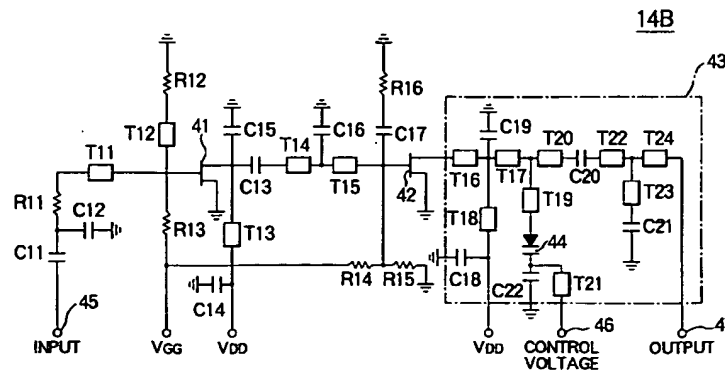 14B
43
R12
R16
41
C15
C16
C17
C19
T12
T14
T11
T16
T17
T20
T22
T24
C13
T15
C20
42
R11
C12
T19
T23
T18
R13
T13
44
C21
C11
R14
R15
C18
C22
T21
C14
45
46
4
INPUT
VGG
VDD
VDD
CONTROL
VOLTAGE
OUTPUT